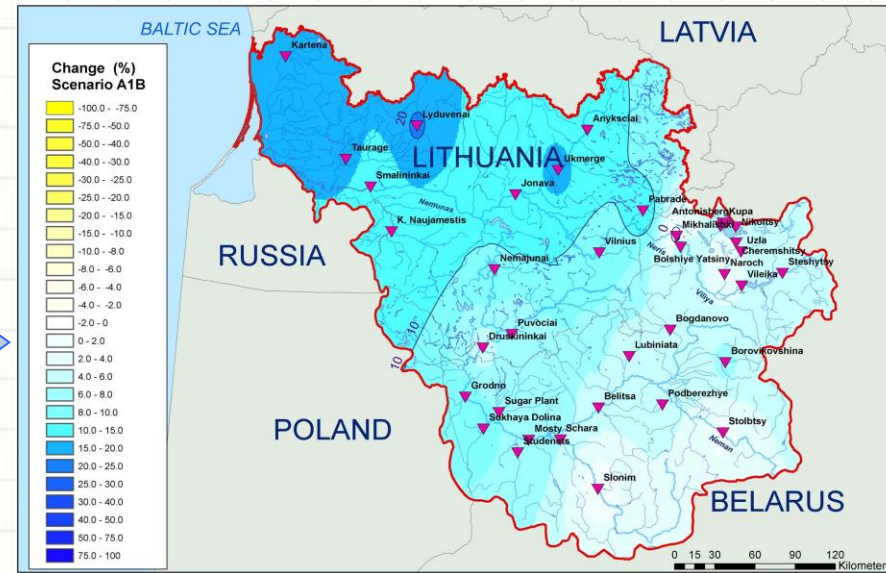 BALTIC SEA
LATVIA
Kartena
Change (%)
Scenario A1B
-100.0 - -75.0
-75.0 - -50.0
-50.0 - -40.0
-40.0 - -30.0
-30.0 - -25.0
-25.0 - -20.0
-20.0 - -15.0
-15.0 - -10.0
-10.0 - -8.0
-8.0 - -6.0
-6.0 - -4.0
-4.0 - -2.0
-2.0 - 0
0 - 2.0
2.0 - 4.0
4.0 - 6.0
6.0 - 8.0
8.0 - 10.0
10.0 - 15.0
15.0 - 20.0
20.0 - 25.0
25.0 - 30.0
30.0 - 40.0
40.0 - 50.0
50.0 - 75.0
75.0 - 100
20
Lyduvenai
Anyksciai
Taurage
LITHUANIA
Ukmerge
Smalininkai
Jonava
Nemunas
Pabrade
K. Naujamestis
Antonisberg
Kupa
Mikhalishki
Nikoltsy
0
RUSSIA
Vilnius
Neris
Uzla
Cheremshitsy
Bolshiye Yatsiny
Naroch
Steshytsy
Nemajunai
Vileika
Viliya
Puvociai
Bogdanovo
10
Druskininkai
Lubiniata
10
Borovikovshina
Grodno
Sugar Plant
Belitsa
Podberezhye
POLAND
Sukhaya Dolina
Mosty
Schara
Stolbtsy
Studenets
Neman
Slonim
BELARUS
0 15 30 60 90 120
Kilometer